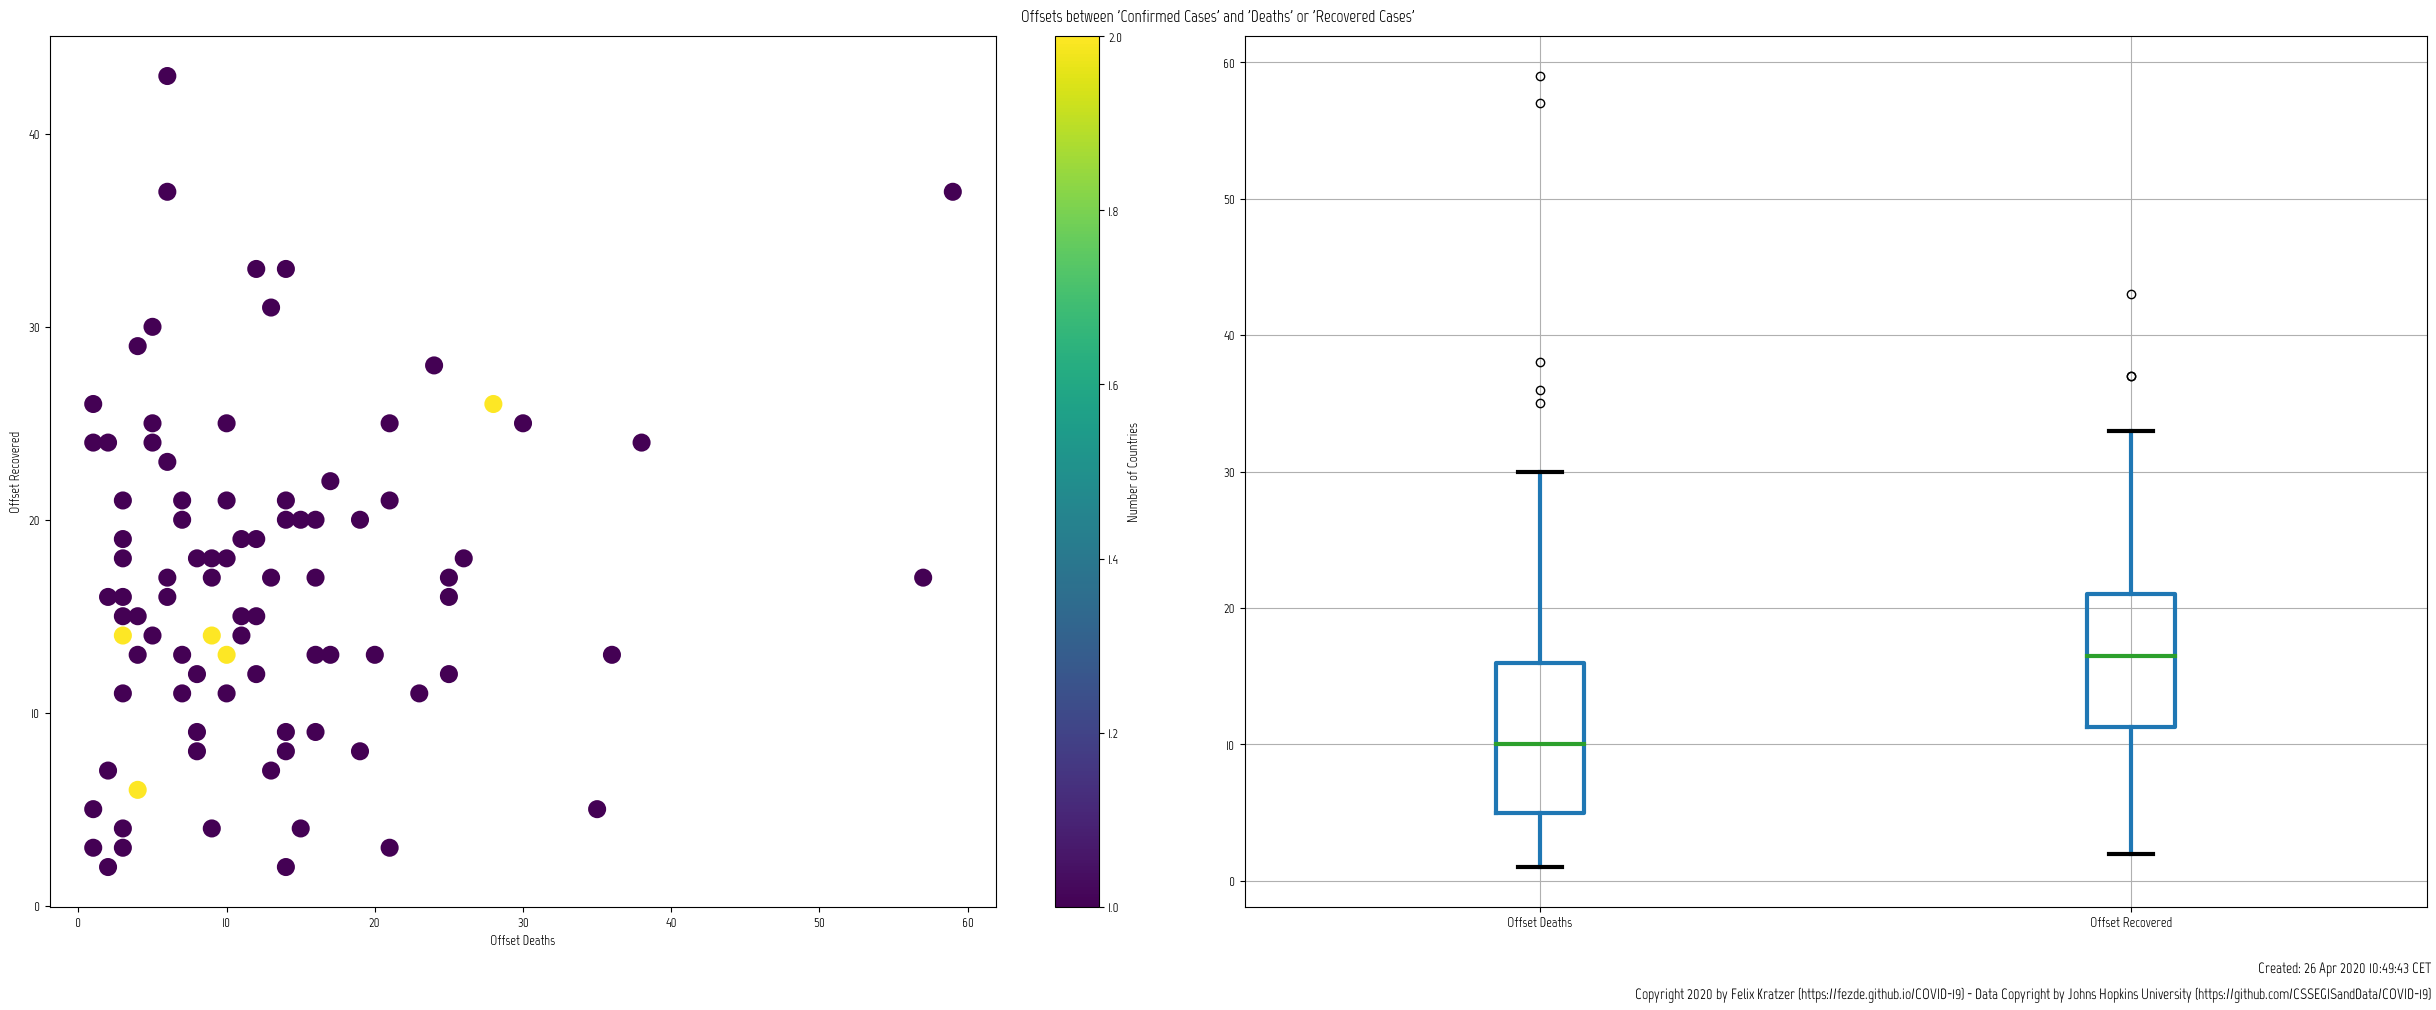 Offsets between 'Confirmed Cases' and 'Deaths' or 'Recovered Cases'
Offset Recovered
40
30
20
10
0
0 10 20 30 40 50 60
Offset Deaths
2.0
1.8
1.6
1.4
1.2
1.0
Number of Countries
60
50
40
30
20
10
0
Offset Deaths Offset Recovered
Created: 26 Apr 2020 10:49:43 CET
Copyright 2020 by Felix Kratzer (https://fezde.github.io/COVID-19) - Data Copyright by Johns Hopkins University (https://github.com/CSSEGISandData/COVID-19)